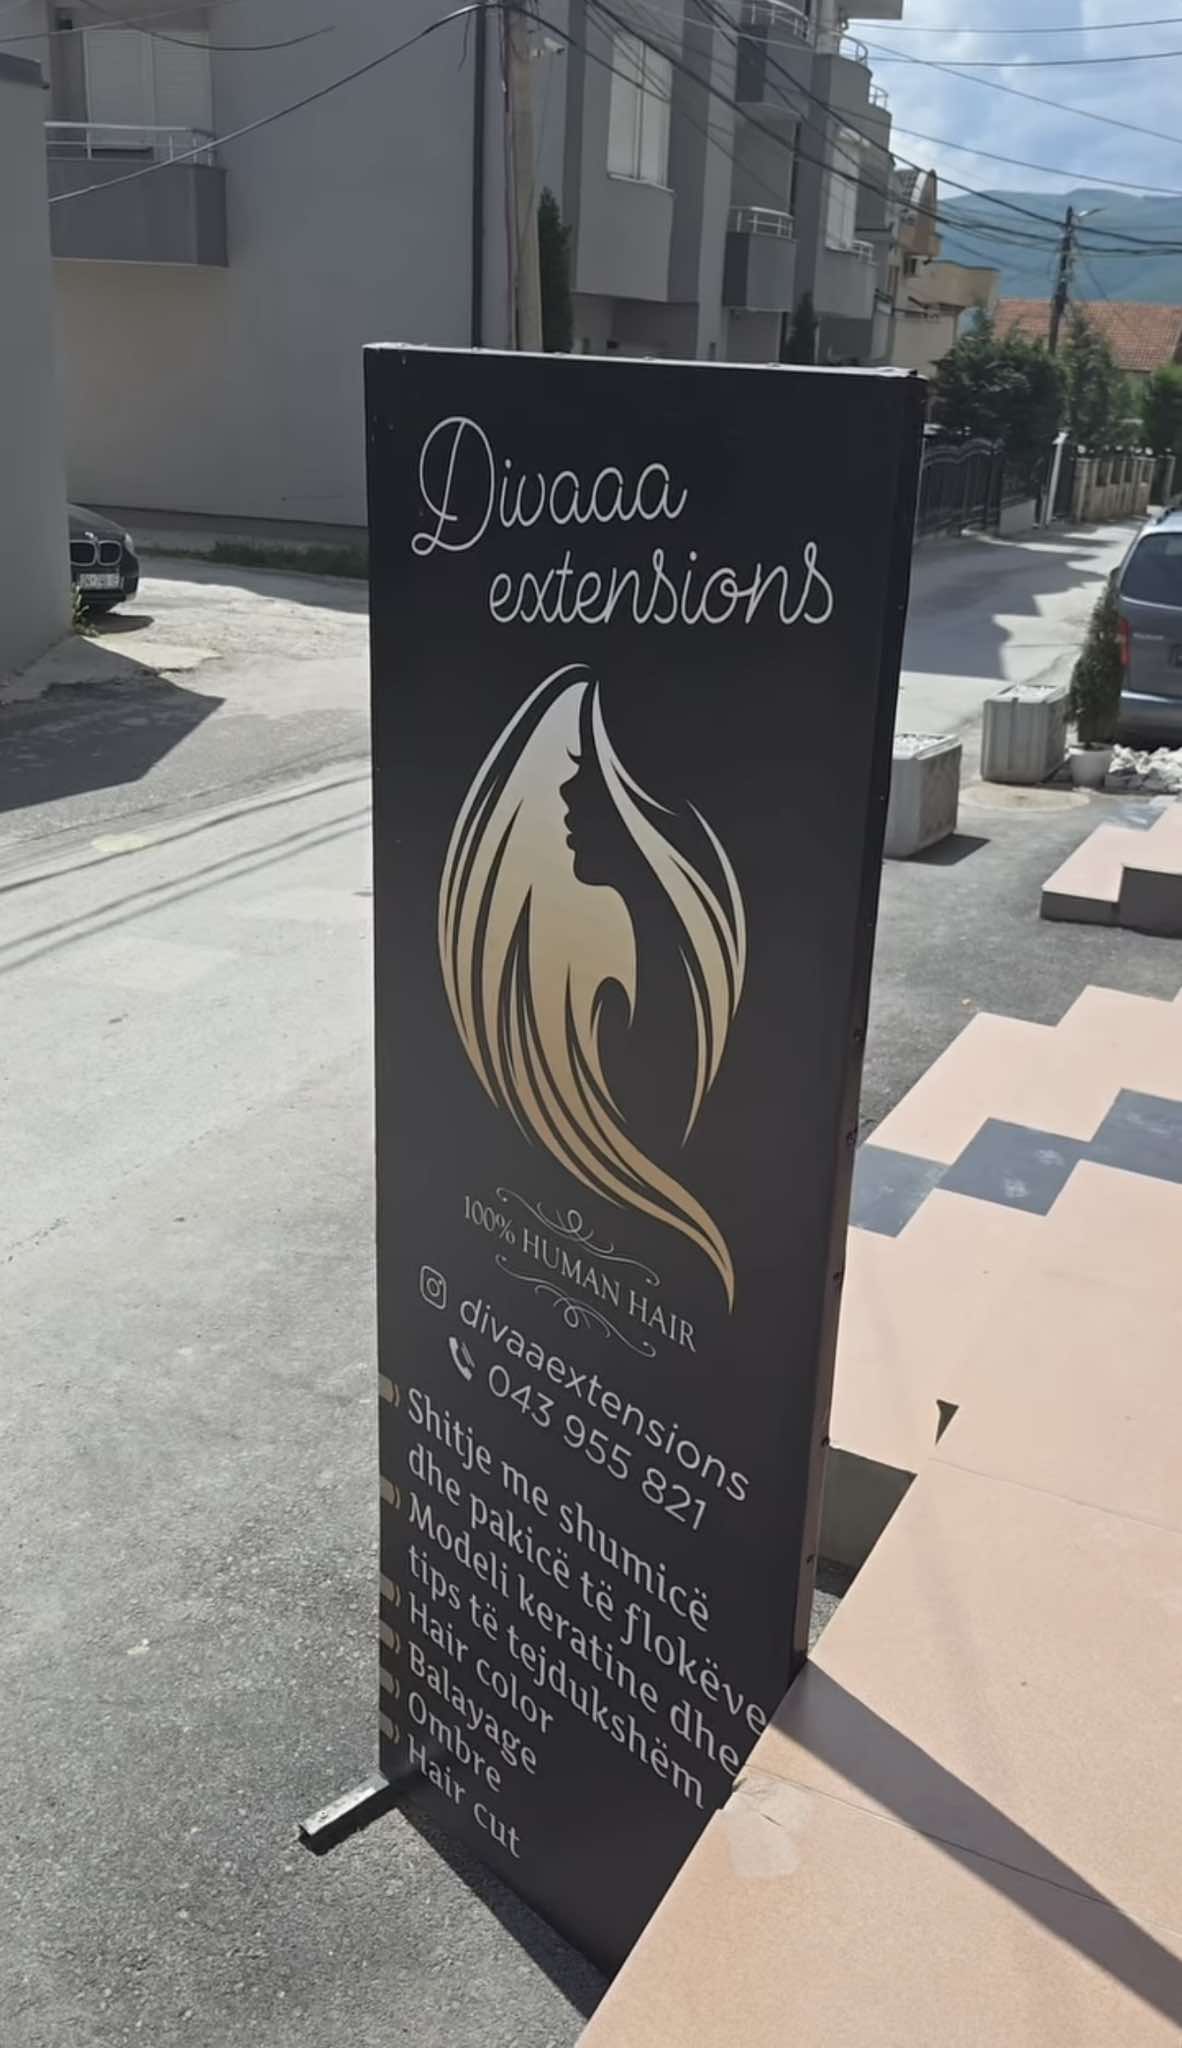 Divaaa
extensions
100% HUMAN HAIR
divaaextensions
043 955 821
Shitje me shumicë
dhe pakicë të flokëve
Modeli keratine dhe
tips të tejdukshëm
Hair color
Balayage
Ombre
Hair cut